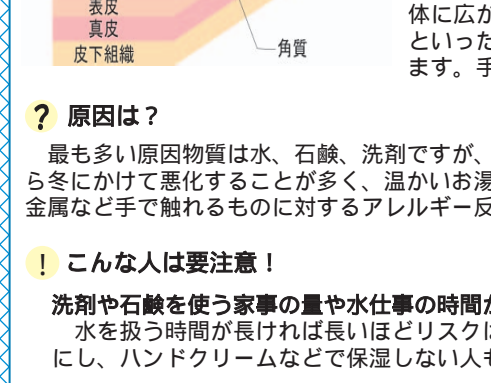 表皮
真皮
皮下組織
角質
体に広が
といった
ます。手
? 原因は？
最も多い原因物質は水、石鹸、洗剤ですが、
ら冬にかけて悪化することが多く、温かいお湯
金属など手で触れるものに対するアレルギー反
! こんな人は要注意！
洗剤や石鹸を使う家事の量や水仕事の時間が
水を扱う時間が長ければ長いほどリスクは
にし、ハンドクリームなどで保湿しない人も